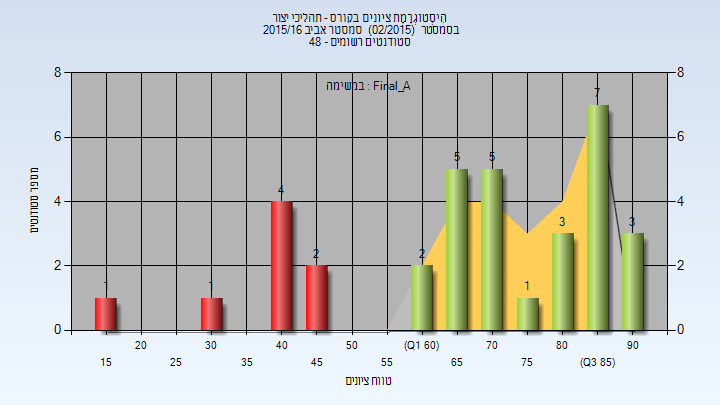 הִיסְטוֹגְרָמַת ציונים בקורס - תהליכי יצור
בסמסטר (02/2015) סמסטר אביב 2015/16
סטודנטים רשומים - 48
במשימה : Final_A
מספר סטודנטים
8 8
6 6
4 4
2 2
0 0
1 1 4 2 2 5 5 1 3 7 3
20 30 40 50 (Q1 60) 70 80 90
15 25 35 45 55 65 75 (Q3 85)
טווח ציונים